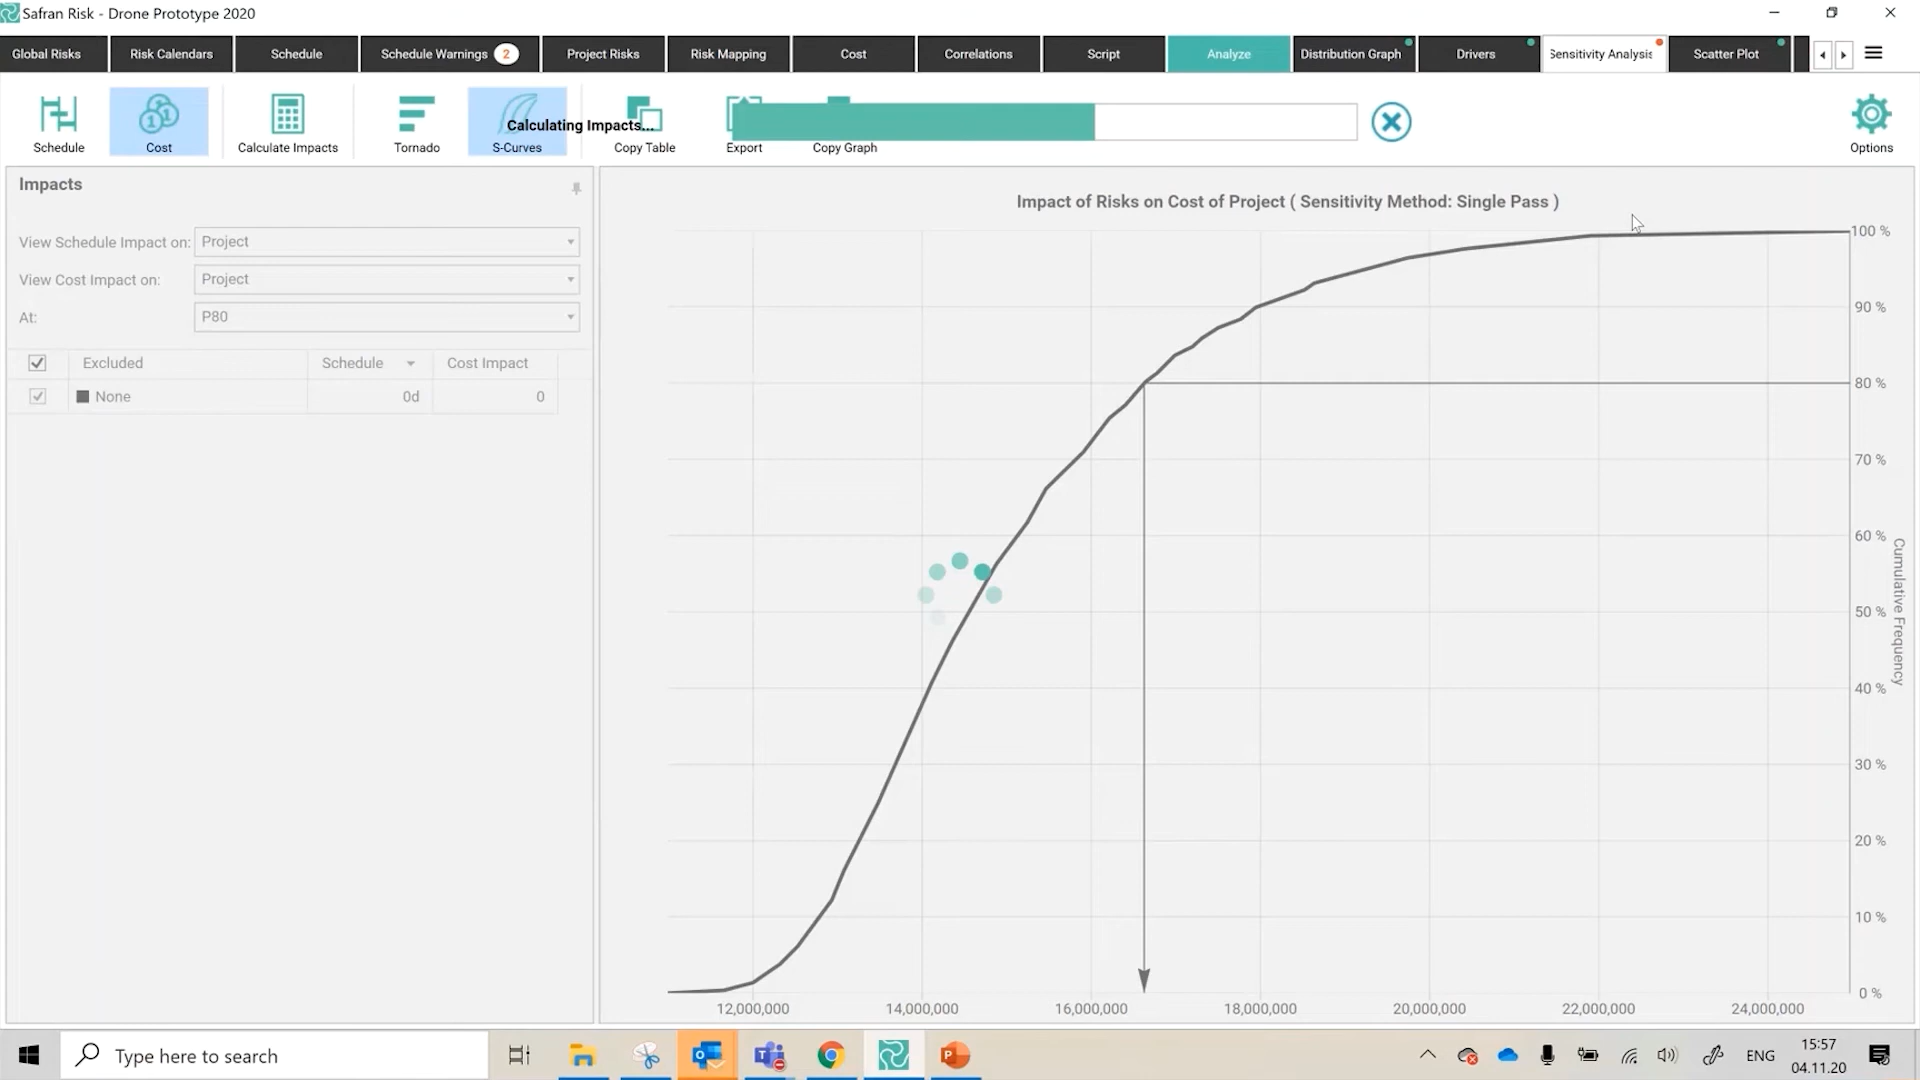 Safran Risk - Drone Prototype 2020
Global Risks
Risk Calendars
Schedule
Schedule Warnings 2
Project Risks
Risk Mapping
Cost
Correlations
Script
Analyze
Distribution Graph
Drivers
Sensitivity Analysis
Scatter Plot
Schedule
Cost
Calculate Impacts
Tornado
S-Curves
Calculating Impacts...
Copy Table
Export
Copy Graph
Options
Impacts
View Schedule Impact on: Project
View Cost Impact on: Project
At: P80
Excluded Schedule Cost Impact
None 0d 0
Impact of Risks on Cost of Project ( Sensitivity Method: Single Pass )
100 %
90 %
80 %
70 %
60 %
50 %
40 %
30 %
20 %
10 %
0 %
Cumulative Frequency
12,000,000 14,000,000 16,000,000 18,000,000 20,000,000 22,000,000 24,000,000
Type here to search
ENG
15:57
04.11.20